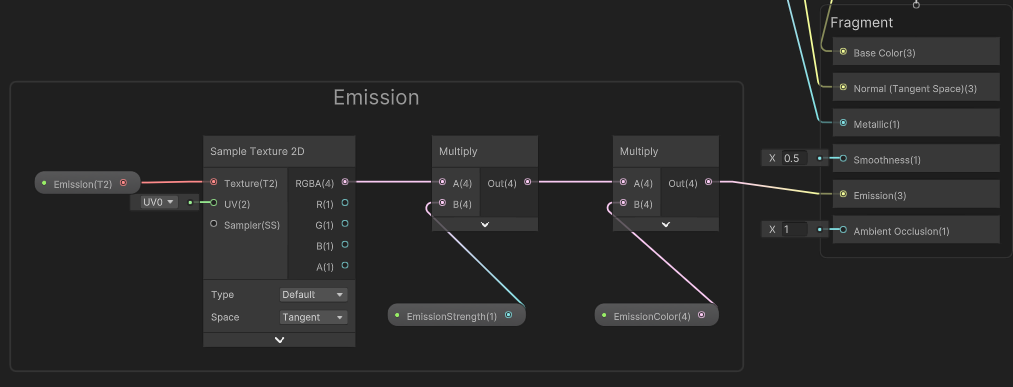 Fragment
Base Color(3)
Normal (Tangent Space)(3)
Metallic(1)
X 0.5
Smoothness(1)
Emission(3)
X 1
Ambient Occlusion(1)
Emission
Emission(T2)
UV0
Sample Texture 2D
Texture(T2)
RGBA(4)
UV(2)
R(1)
Sampler(SS)
G(1)
B(1)
A(1)
Type
Default
Space
Tangent
Multiply
A(4)
Out(4)
B(4)
EmissionStrength(1)
Multiply
A(4)
Out(4)
B(4)
EmissionColor(4)